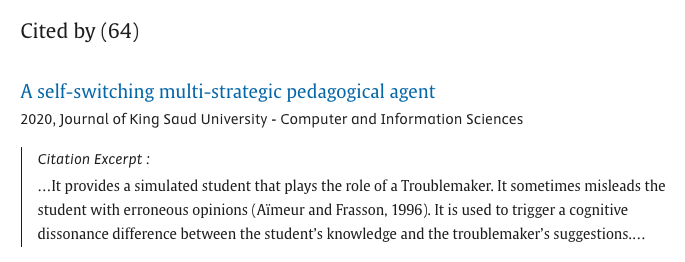 Cited by (64)
A self-switching multi-strategic pedagogical agent
2020, Journal of King Saud University - Computer and Information Sciences
Citation Excerpt :
…It provides a simulated student that plays the role of a Troublemaker. It sometimes misleads the
student with erroneous opinions (Aïmeur and Frasson, 1996). It is used to trigger a cognitive
dissonance difference between the student’s knowledge and the troublemaker’s suggestions.…